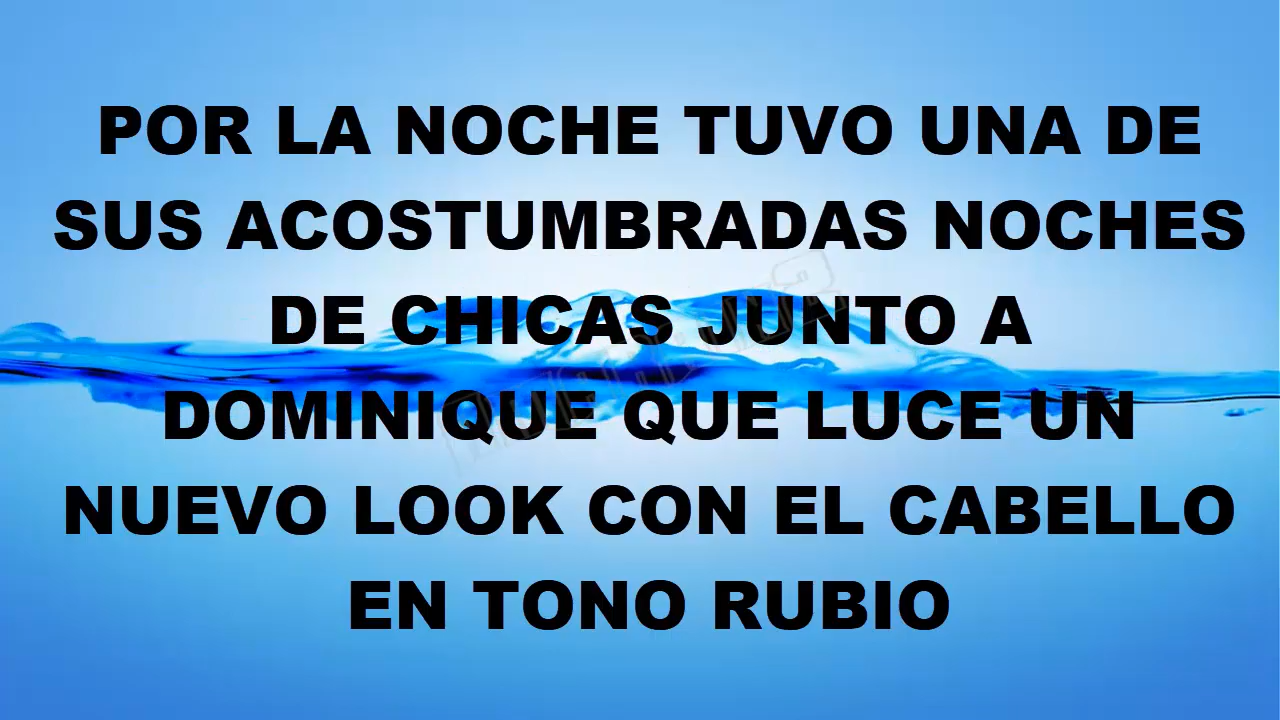 POR LA NOCHE TUVO UNA DE
SUS ACOSTUMBRADAS NOCHES
DE CHICAS JUNTO A
DOMINIQUE QUE LUCE UN
NUEVO LOOK CON EL CABELLO
EN TONO RUBIO